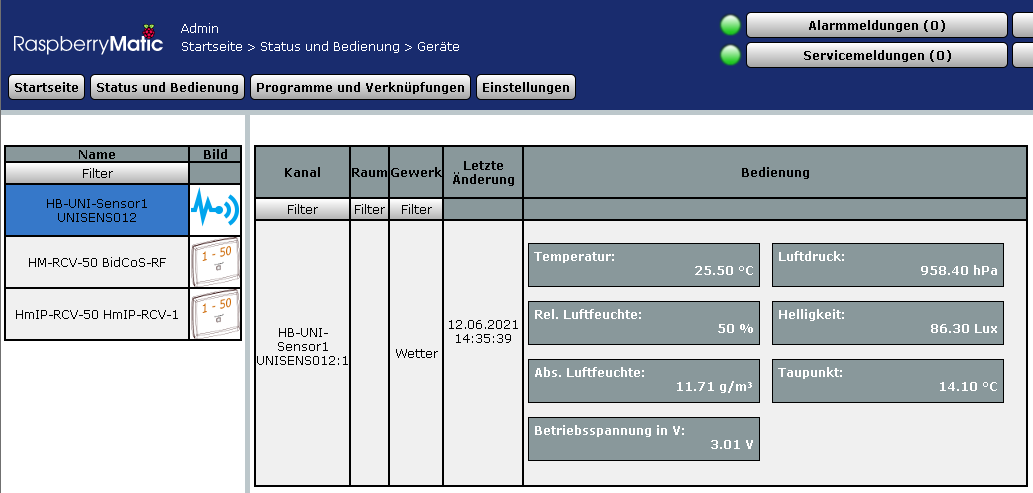 RaspberryMatic
Admin
Startseite > Status und Bedienung > Geräte
Alarmmeldungen (0)
Servicemeldungen (0)
Startseite
Status und Bedienung
Programme und Verknüpfungen
Einstellungen
Name
Bild
Filter
HB-UNI-Sensor1
UNISENS012
HM-RCV-50 BidCoS-RF
1 - 50
HmIP-RCV-50 HmIP-RCV-1
1 - 50
Kanal
Raum
Gewerk
Letzte
Änderung
Bedienung
Filter
Filter
Filter
HB-UNI-
Sensor1
UNISENS012:1
Wetter
12.06.2021
14:35:39
Temperatur:
25.50 °C
Luftdruck:
958.40 hPa
Rel. Luftfeuchte:
50 %
Helligkeit:
86.30 Lux
Abs. Luftfeuchte:
11.71 g/m³
Taupunkt:
14.10 °C
Betriebsspannung in V:
3.01 V